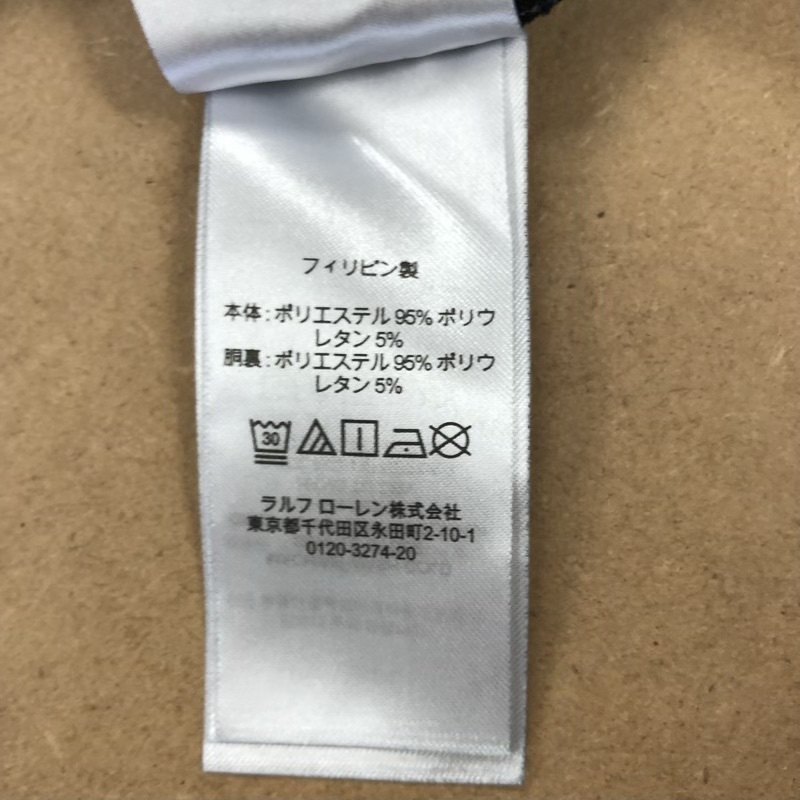 フィリピン製
本体:ポリエステル 95% ポリウ
レタン 5%
胴裏:ポリエステル 95% ポリウ
レタン 5%
30
ラルフ ローレン株式会社
東京都千代田区永田町2-10-1
0120-3274-20